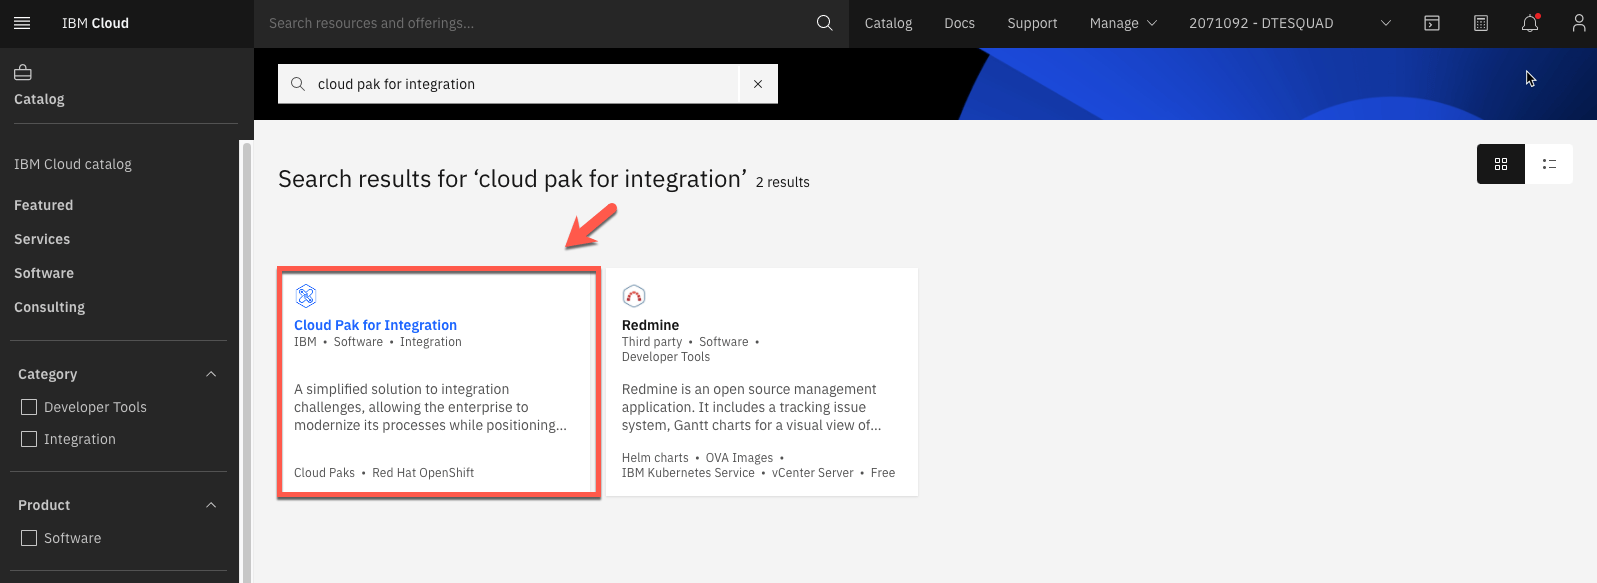 IBM Cloud
Search resources and offerings...
Catalog
Docs
Support
Manage
2071092 - DTESQUAD
Catalog
IBM Cloud catalog
Featured
Services
Software
Consulting
Category
Developer Tools
Integration
Product
Software
cloud pak for integration
Search results for ‘cloud pak for integration’ 2 results
Cloud Pak for Integration
IBM • Software • Integration
A simplified solution to integration
challenges, allowing the enterprise to
modernize its processes while positioning...
Cloud Paks • Red Hat OpenShift
Redmine
Third party • Software •
Developer Tools
Redmine is an open source management
application. It includes a tracking issue
system, Gantt charts for a visual view of...
Helm charts • OVA Images •
IBM Kubernetes Service • vCenter Server • Free